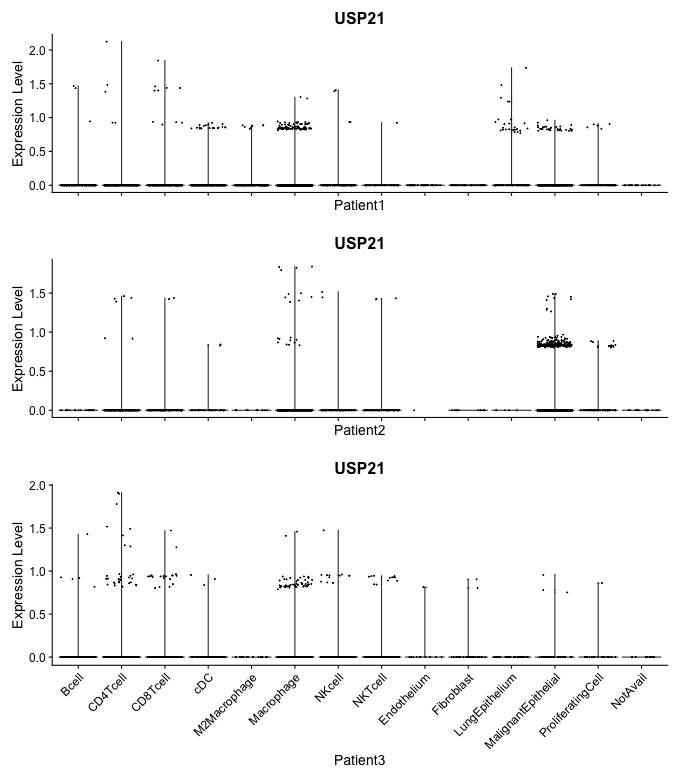 USP21
Expression Level
2.0
1.5
1.0
0.5
0.0
Patient1
USP21
Expression Level
1.5
1.0
0.5
0.0
Patient2
USP21
Expression Level
2.0
1.5
1.0
0.5
0.0
Bcell
CD4Tcell
CD8Tcell
cDC
M2Macrophage
Macrophage
NKcell
NKTcell
Endothelium
Fibroblast
LungEpithelium
MalignantEpithelial
ProliferatingCell
NotAvail
Patient3